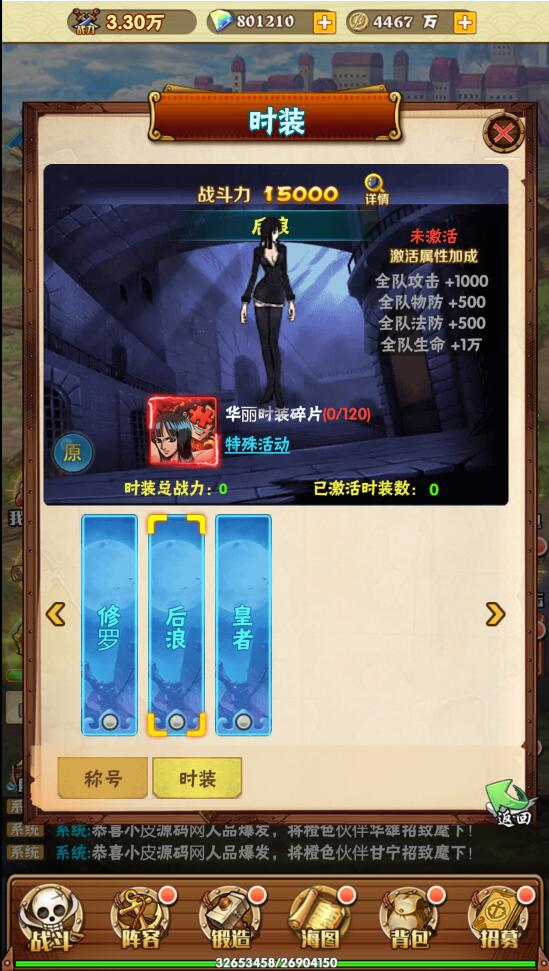 战力 3.30万 801210 4467 万
时装
战斗力 15000 详情
后浪
未激活
激活属性加成
全队攻击 +1000
全队物防 +500
全队法防 +500
全队生命 +1万
华丽时装碎片(0/120)
特殊活动
原
时装总战力：0 已激活时装数：0
修罗 后浪 皇者
称号 时装
返回
系
系统 系统:恭喜小皮源码网人品爆发，将橙色伙伴华雄招致麾下！
系统 系统:恭喜小皮源码网人品爆发，将橙色伙伴甘宁招致麾下！
战斗 阵容 锻造 海图 背包 招募
32653458/26904150